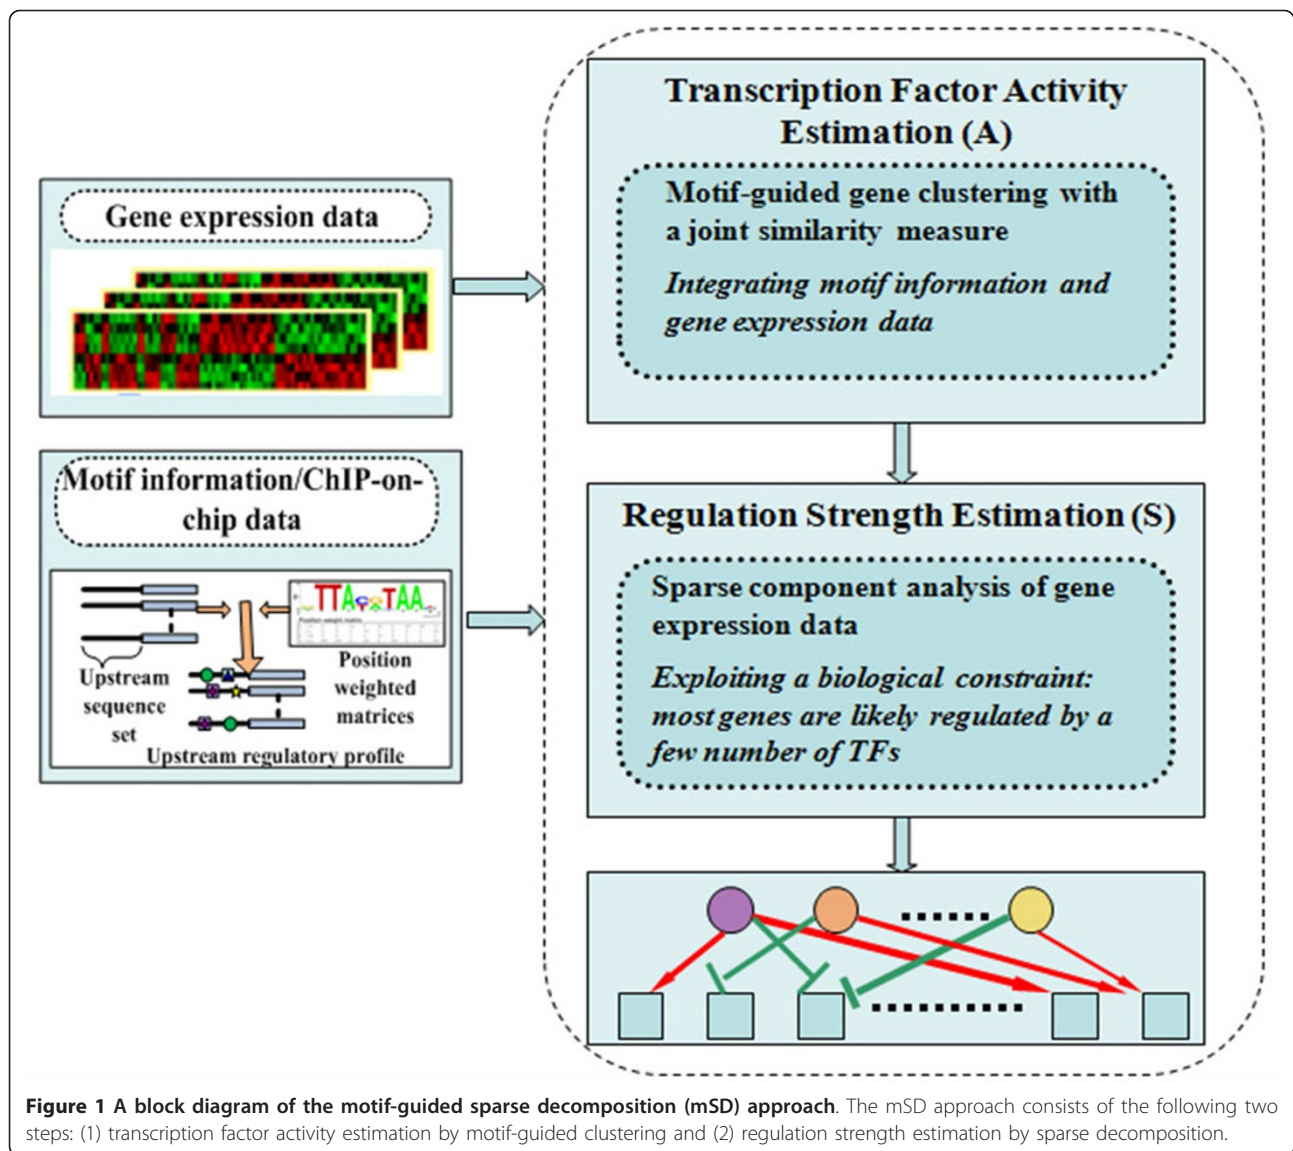 Transcription Factor Activity
Estimation (A)
Motif-guided gene clustering with
a joint similarity measure
Integrating motif information and
gene expression data
Gene expression data
Motif information/ChIP-on-
chip data
TTA
TAA
Position weight matrix
Upstream
sequence
set
Position
weighted
matrices
Upstream regulatory profile
Regulation Strength Estimation (S)
Sparse component analysis of gene
expression data
Exploiting a biological constraint:
most genes are likely regulated by a
few number of TFs
Figure 1 A block diagram of the motif-guided sparse decomposition (mSD) approach. The mSD approach consists of the following two
steps: (1) transcription factor activity estimation by motif-guided clustering and (2) regulation strength estimation by sparse decomposition.